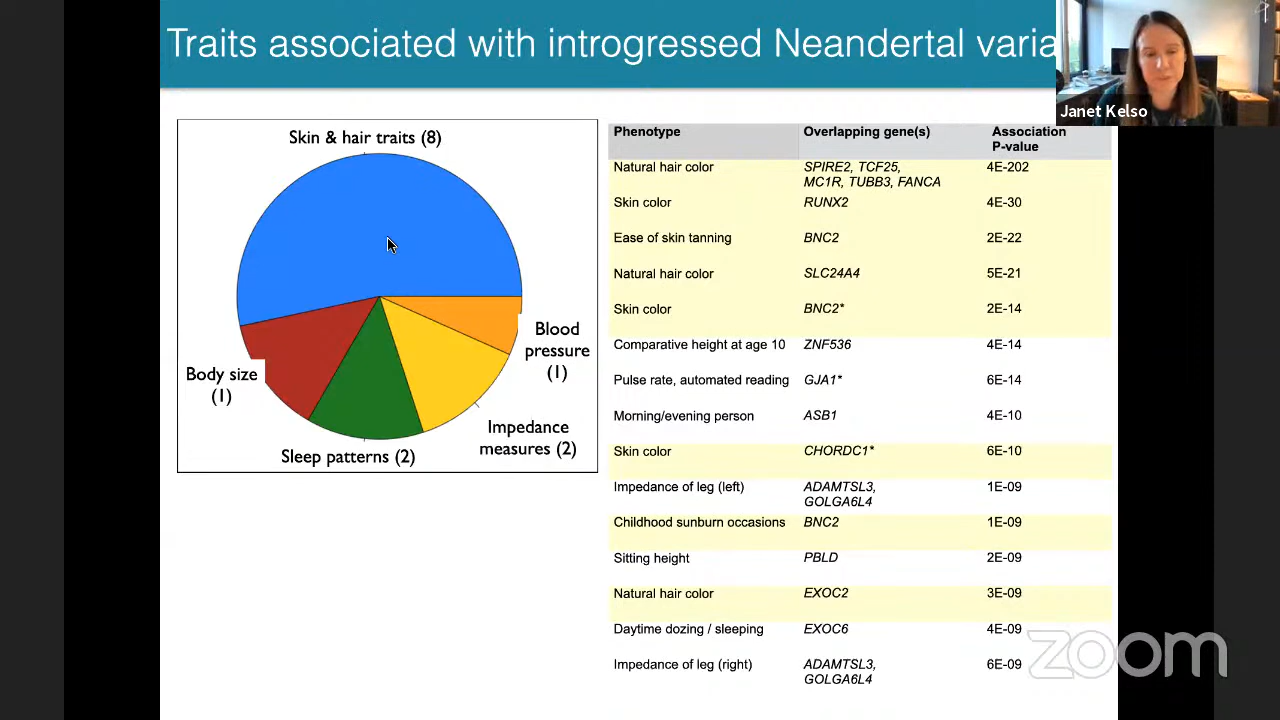 Traits associated with introgressed Neandertal varia
Janet Kelso
Skin & hair traits (8)
Blood
pressure
(1)
Body size
(1)
Impedance
measures (2)
Sleep patterns (2)
Phenotype Overlapping gene(s) Association
P-value
Natural hair color SPIRE2, TCF25, 4E-202
MC1R, TUBB3, FANCA
Skin color RUNX2 4E-30
Ease of skin tanning BNC2 2E-22
Natural hair color SLC24A4 5E-21
Skin color BNC2* 2E-14
Comparative height at age 10 ZNF536 4E-14
Pulse rate, automated reading GJA1* 6E-14
Morning/evening person ASB1 4E-10
Skin color CHORDC1* 6E-10
Impedance of leg (left) ADAMTSL3, 1E-09
GOLGA6L4
Childhood sunburn occasions BNC2 1E-09
Sitting height PBLD 2E-09
Natural hair color EXOC2 3E-09
Daytime dozing / sleeping EXOC6 4E-09
Impedance of leg (right) ADAMTSL3, 6E-09
GOLGA6L4
zoom